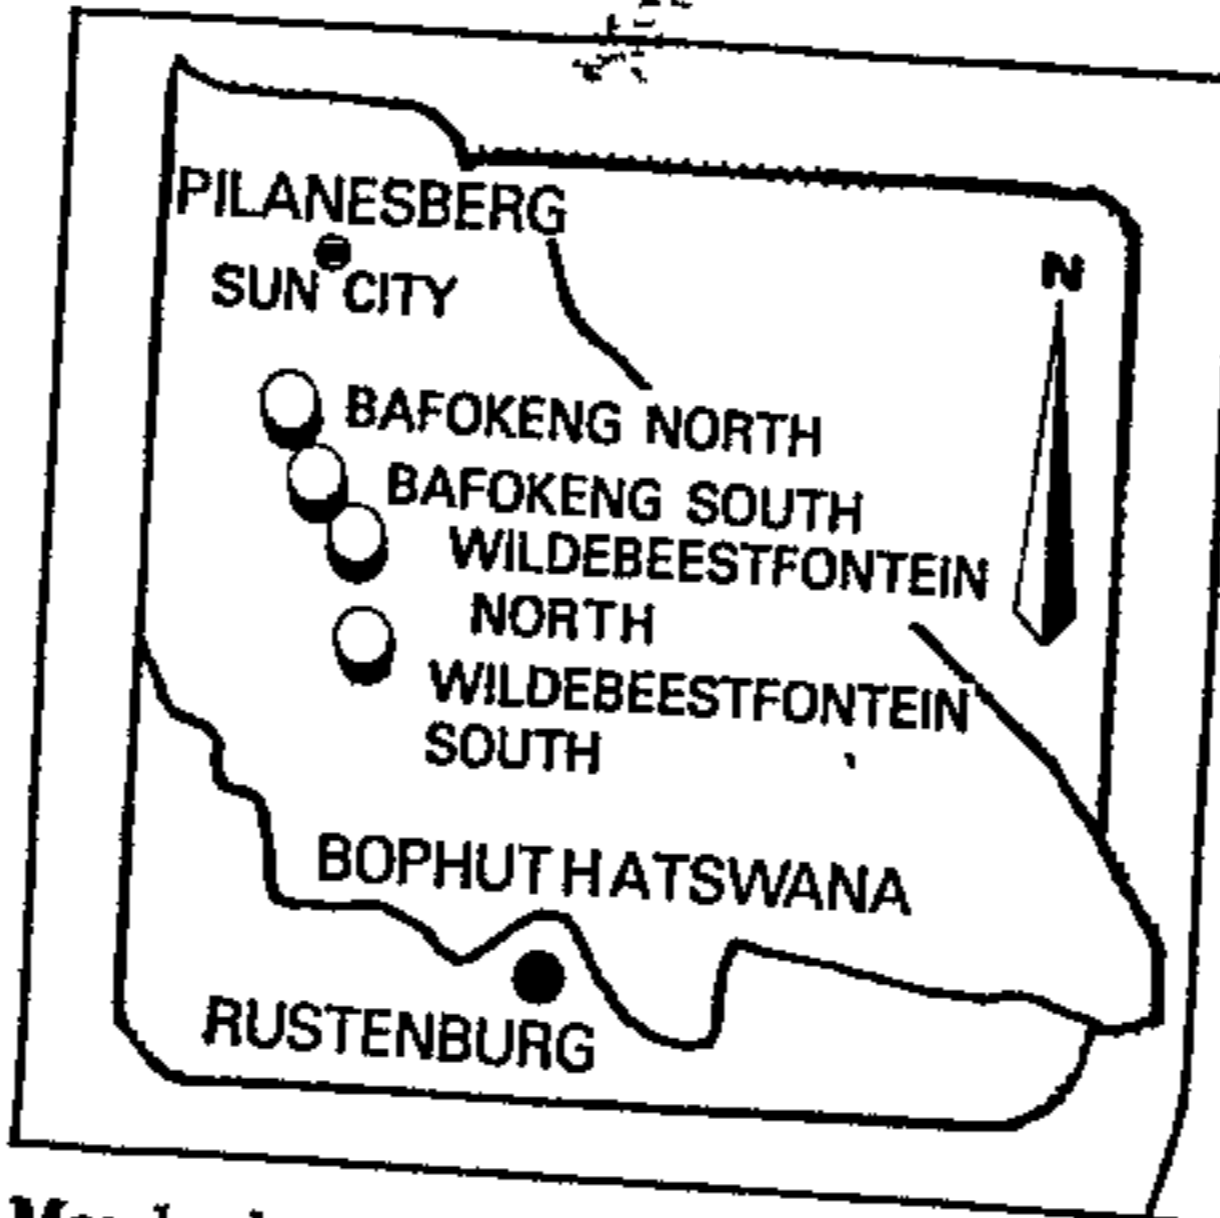 PILANESBERG
SUN CITY
N
BAFOKENG NORTH
BAFOKENG SOUTH
WILDEBEESTFONTEIN
NORTH
WILDEBEESTFONTEIN
SOUTH
BOPHUTHATSWANA
RUSTENBURG